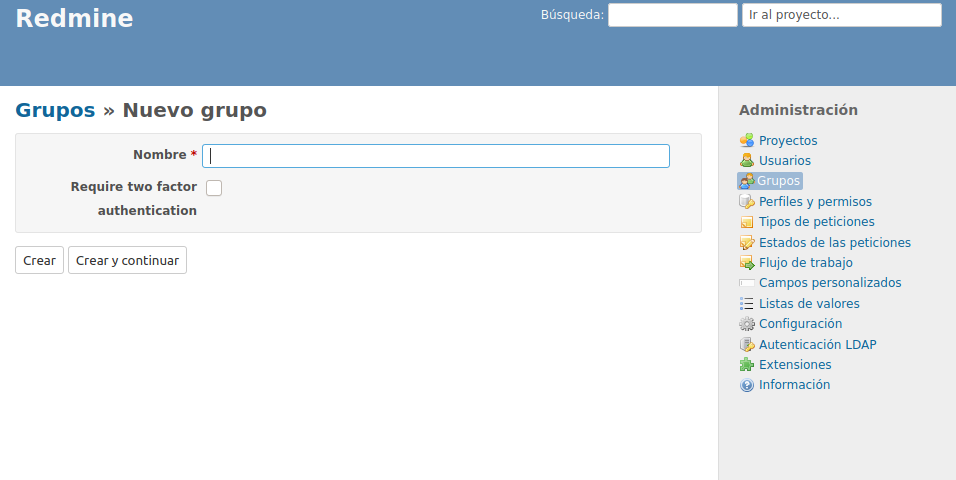 Redmine
Búsqueda:
Ir al proyecto...
Grupos » Nuevo grupo
Nombre *
Require two factor
authentication
Crear
Crear y continuar
Administración
Proyectos
Usuarios
Grupos
Perfiles y permisos
Tipos de peticiones
Estados de las peticiones
Flujo de trabajo
Campos personalizados
Listas de valores
Configuración
Autenticación LDAP
Extensiones
Información